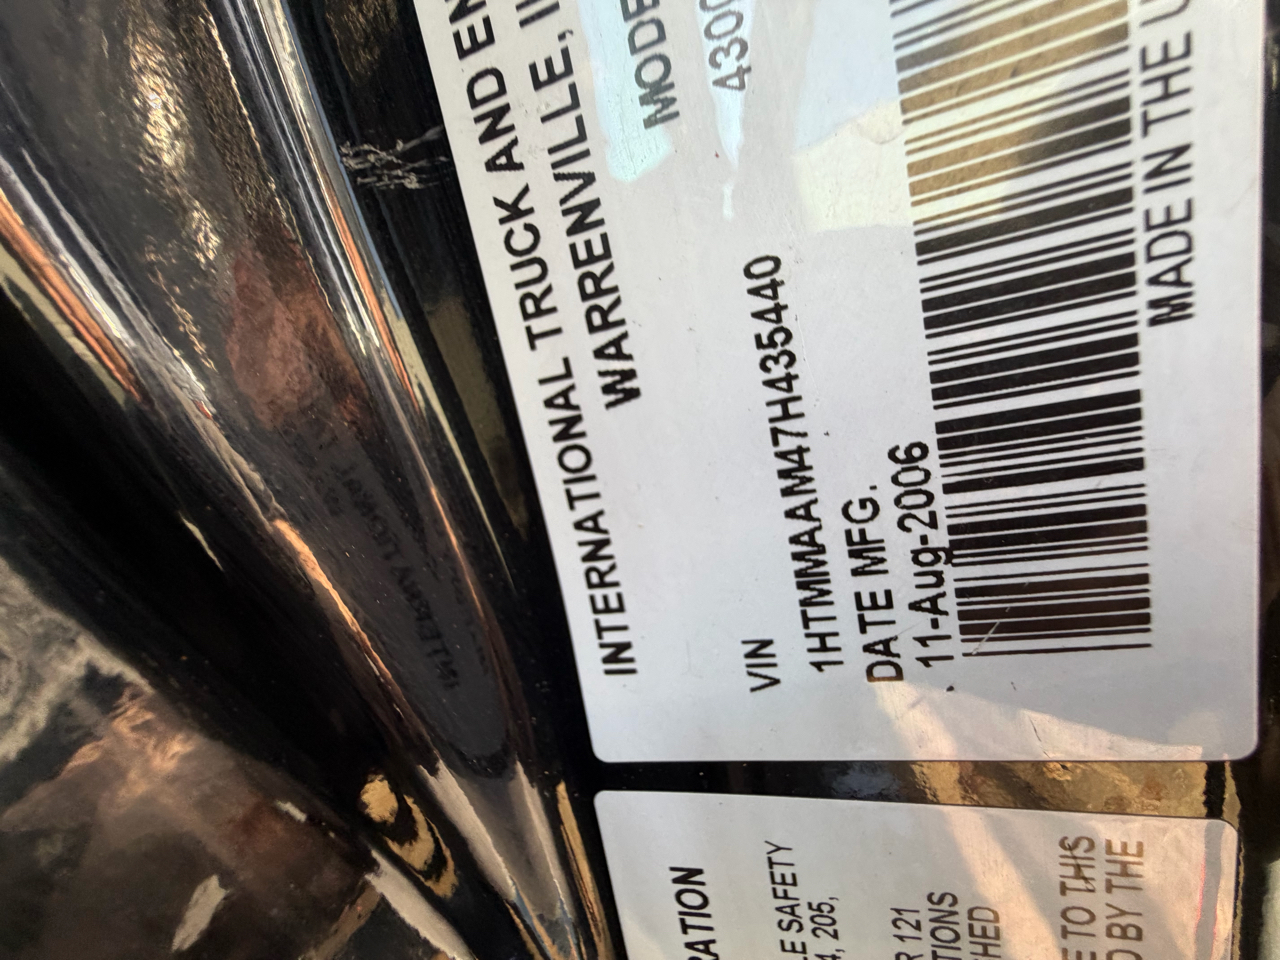 INTERNATIONAL TRUCK AND EN
WARRENVILLE, I
MODE
4300
VIN
1HTMMAAM47H435440
DATE MFG.
11-Aug-2006
MADE IN THE U
RATION
LE SAFETY
4, 205,
R 121
TIONS
HED
E TO THIS
D BY THE